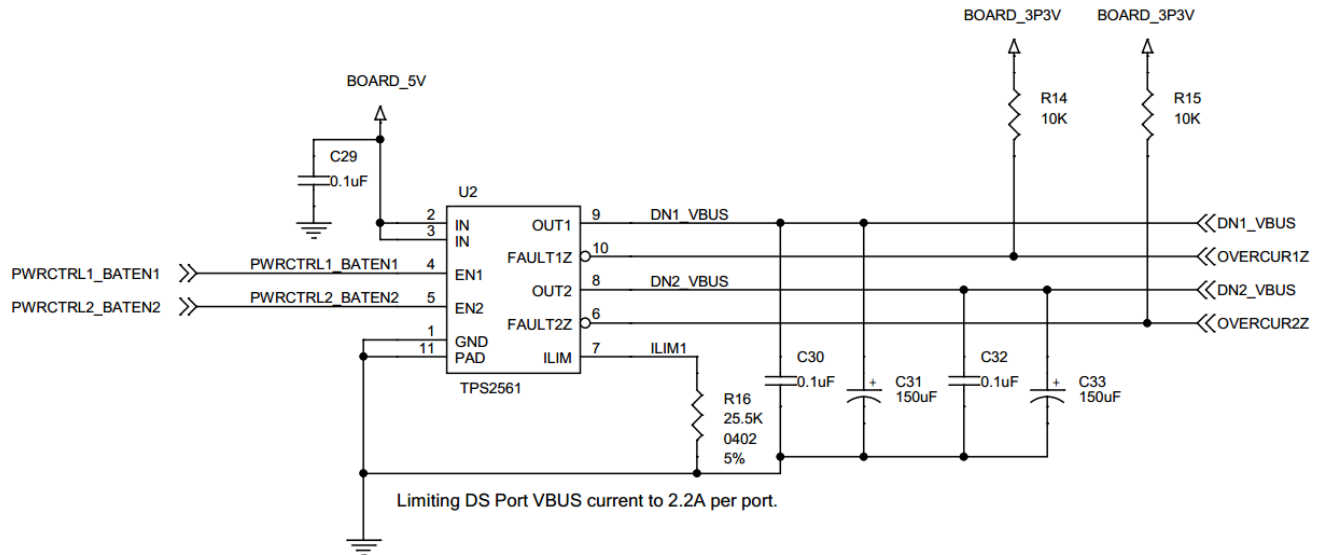 BOARD_3P3V
BOARD_3P3V
BOARD_5V
R14
10K
R15
10K
C29
0.1uF
U2
2
IN
OUT1
9
DN1_VBUS
DN1_VBUS
3
IN
FAULT1Z
10
OVERCUR1Z
PWRCTRL1_BATEN1
PWRCTRL1_BATEN1
4
EN1
OUT2
8
DN2_VBUS
DN2_VBUS
PWRCTRL2_BATEN2
PWRCTRL2_BATEN2
5
EN2
FAULT2Z
6
OVERCUR2Z
1
GND
11
PAD
ILIM
7
ILIM1
TPS2561
C30
0.1uF
C31
150uF
C32
0.1uF
C33
150uF
+
+
R16
25.5K
0402
5%
Limiting DS Port VBUS current to 2.2A per port.